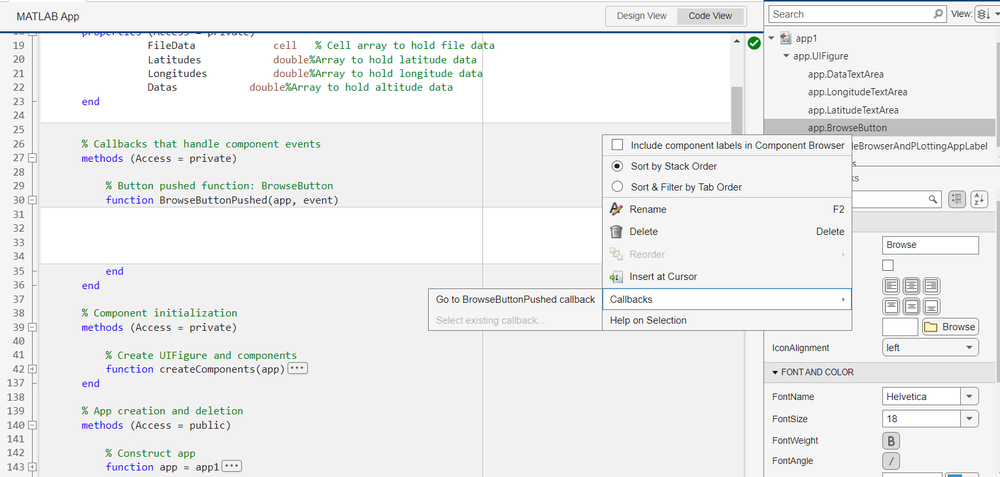 MATLAB App
Design View
Code View
19 FileData cell % Cell array to hold file data
20 Latitudes double%Array to hold latitude data
21 Longitudes double%Array to hold longitude data
22 Datas double%Array to hold altitude data
23 end
24
25
26 % Callbacks that handle component events
27 methods (Access = private)
28
29 % Button pushed function: BrowseButton
30 function BrowseButtonPushed(app, event)
31
32
33
34
35 end
36 end
37
38 % Component initialization
39 methods (Access = private)
40
41 % Create UIFigure and components
42 function createComponents(app) ...
137 end
138
139 % App creation and deletion
140 methods (Access = public)
141
142 % Construct app
143 function app = app1 ...
Include component labels in Component Browser
Sort by Stack Order
Sort & Filter by Tab Order
Rename F2
Delete Delete
Reorder
Insert at Cursor
Callbacks
Help on Selection
Go to BrowseButtonPushed callback
Select existing callback...
Search
View:
app1
app.UIFigure
app.DataTextArea
app.LongitudeTextArea
app.LatitudeTextArea
app.BrowseButton
leBrowserAndPLottingAppLabel
ks
Browse
Browse
IconAlignment left
FONT AND COLOR
FontName Helvetica
FontSize 18
FontWeight B
FontAngle /